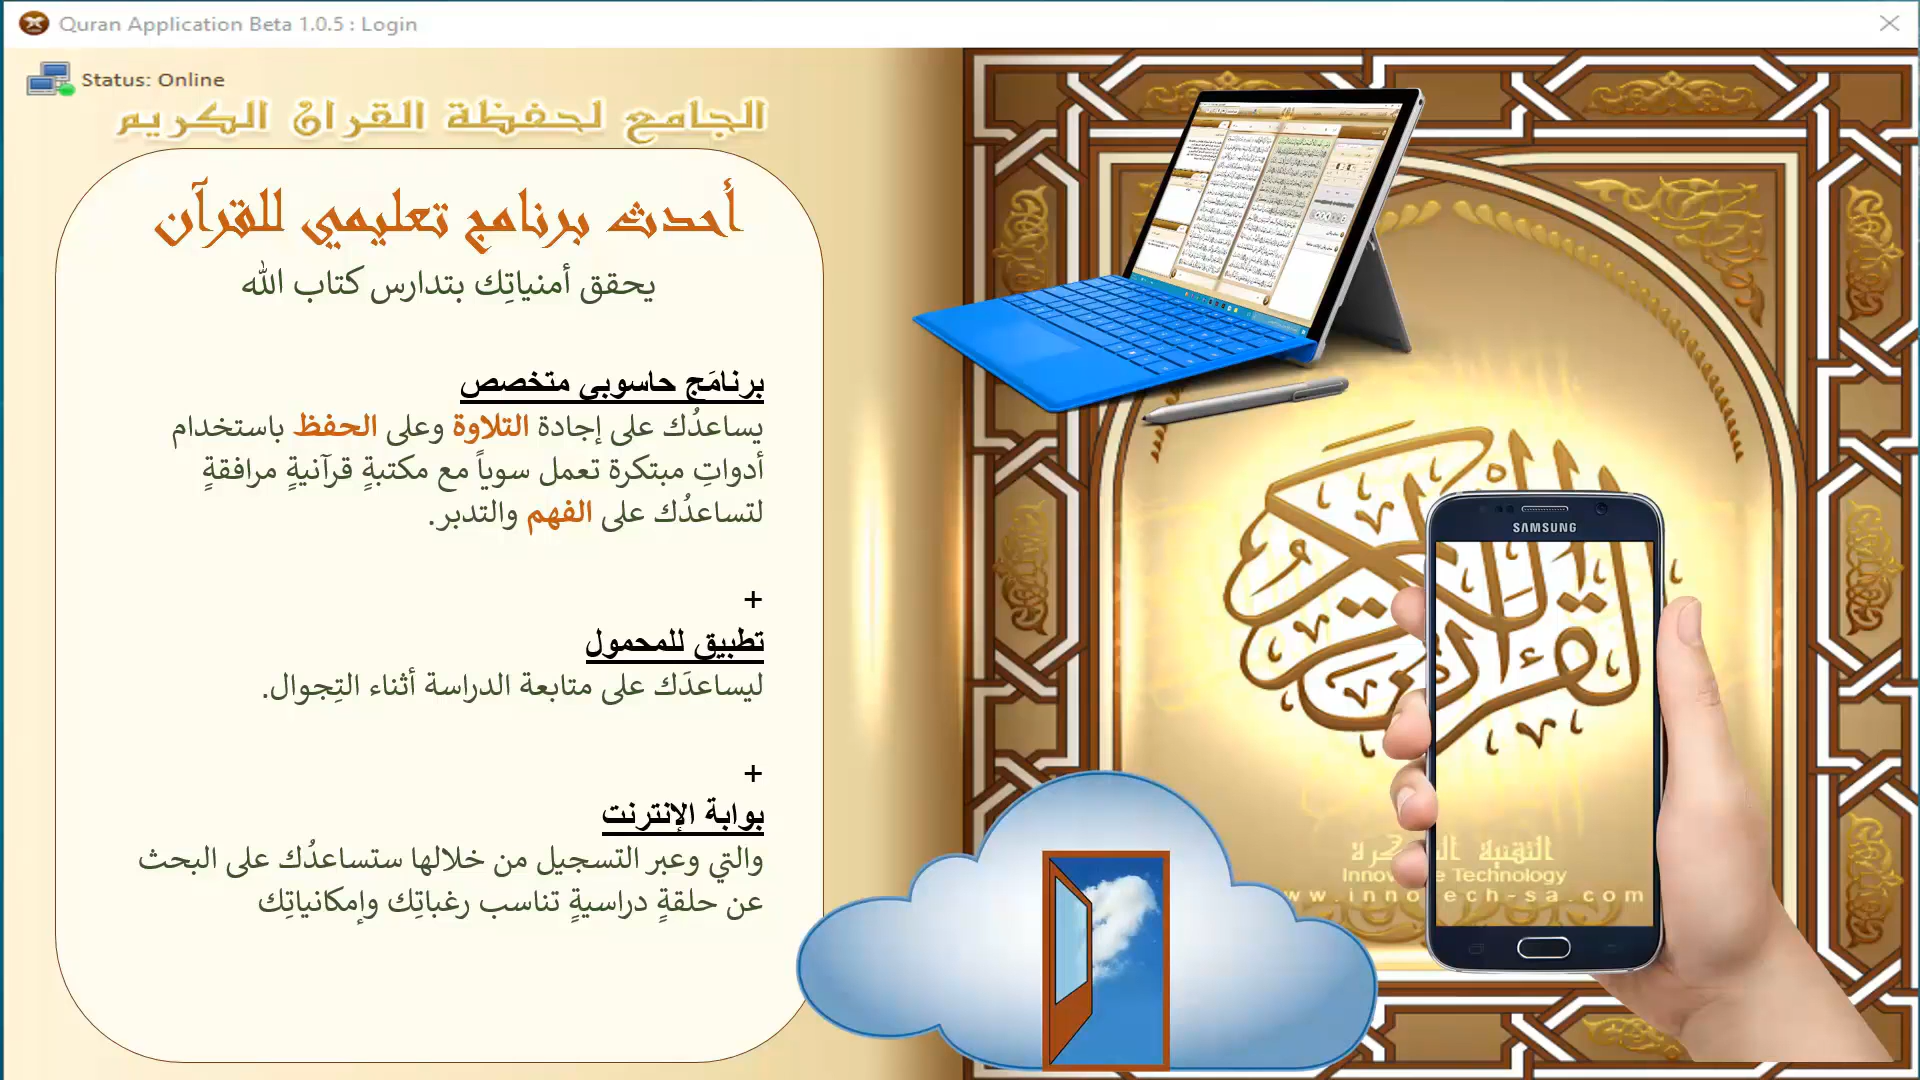 Quran Application Beta 1.0.5 : Login
Status: Online
الجامع لحفظة القران الكريم
أحدث برنامج تعليمي للقرآن
يحقق أمنياتِك بتدارس كتاب الله
برنامَج حاسوبي متخصص
يساعدُك على إجادة التلاوة وعلى الحفظ باستخدام
أدواتِ مبتكرة تعمل سوياً مع مكتبةٍ قرآنيةٍ مرافقةٍ
لتساعدُك على الفهم والتدبر.
+
تطبيق للمحمول
ليساعدَك على متابعة الدراسة أثناء التِجوال.
+
بوابة الإنترنت
والتي وعبر التسجيل من خلالها ستساعدُك على البحث
عن حلقةٍ دراسيةٍ تناسب رغباتِك وإمكانياتِك
SAMSUNG
القرآن الكريم
التقنية
Technology